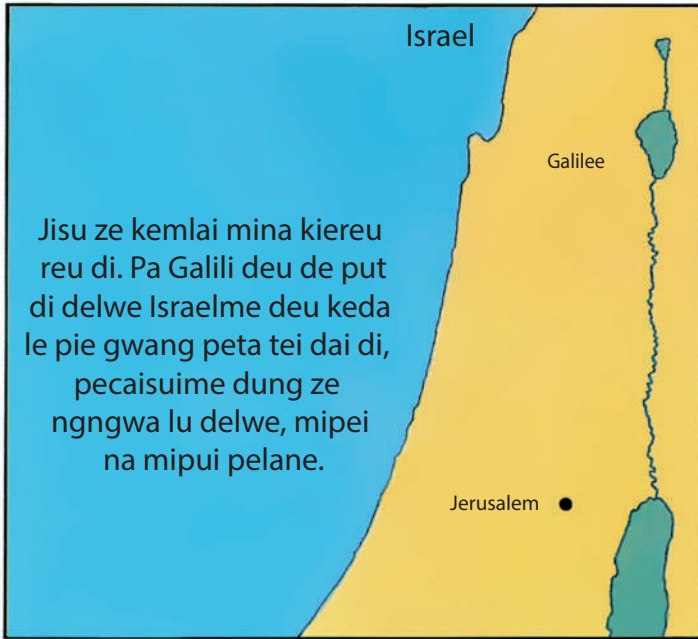 Israel
Galilee
Jisu ze kemlai mina kiereu
reu di. Pa Galili deu de put
di delwe Israelme deu keda
le pie gwang peta tei dai di,
pecaisuime dung ze
ngngwa lu delwe, mipei
na mipui pelane.
Jerusalem